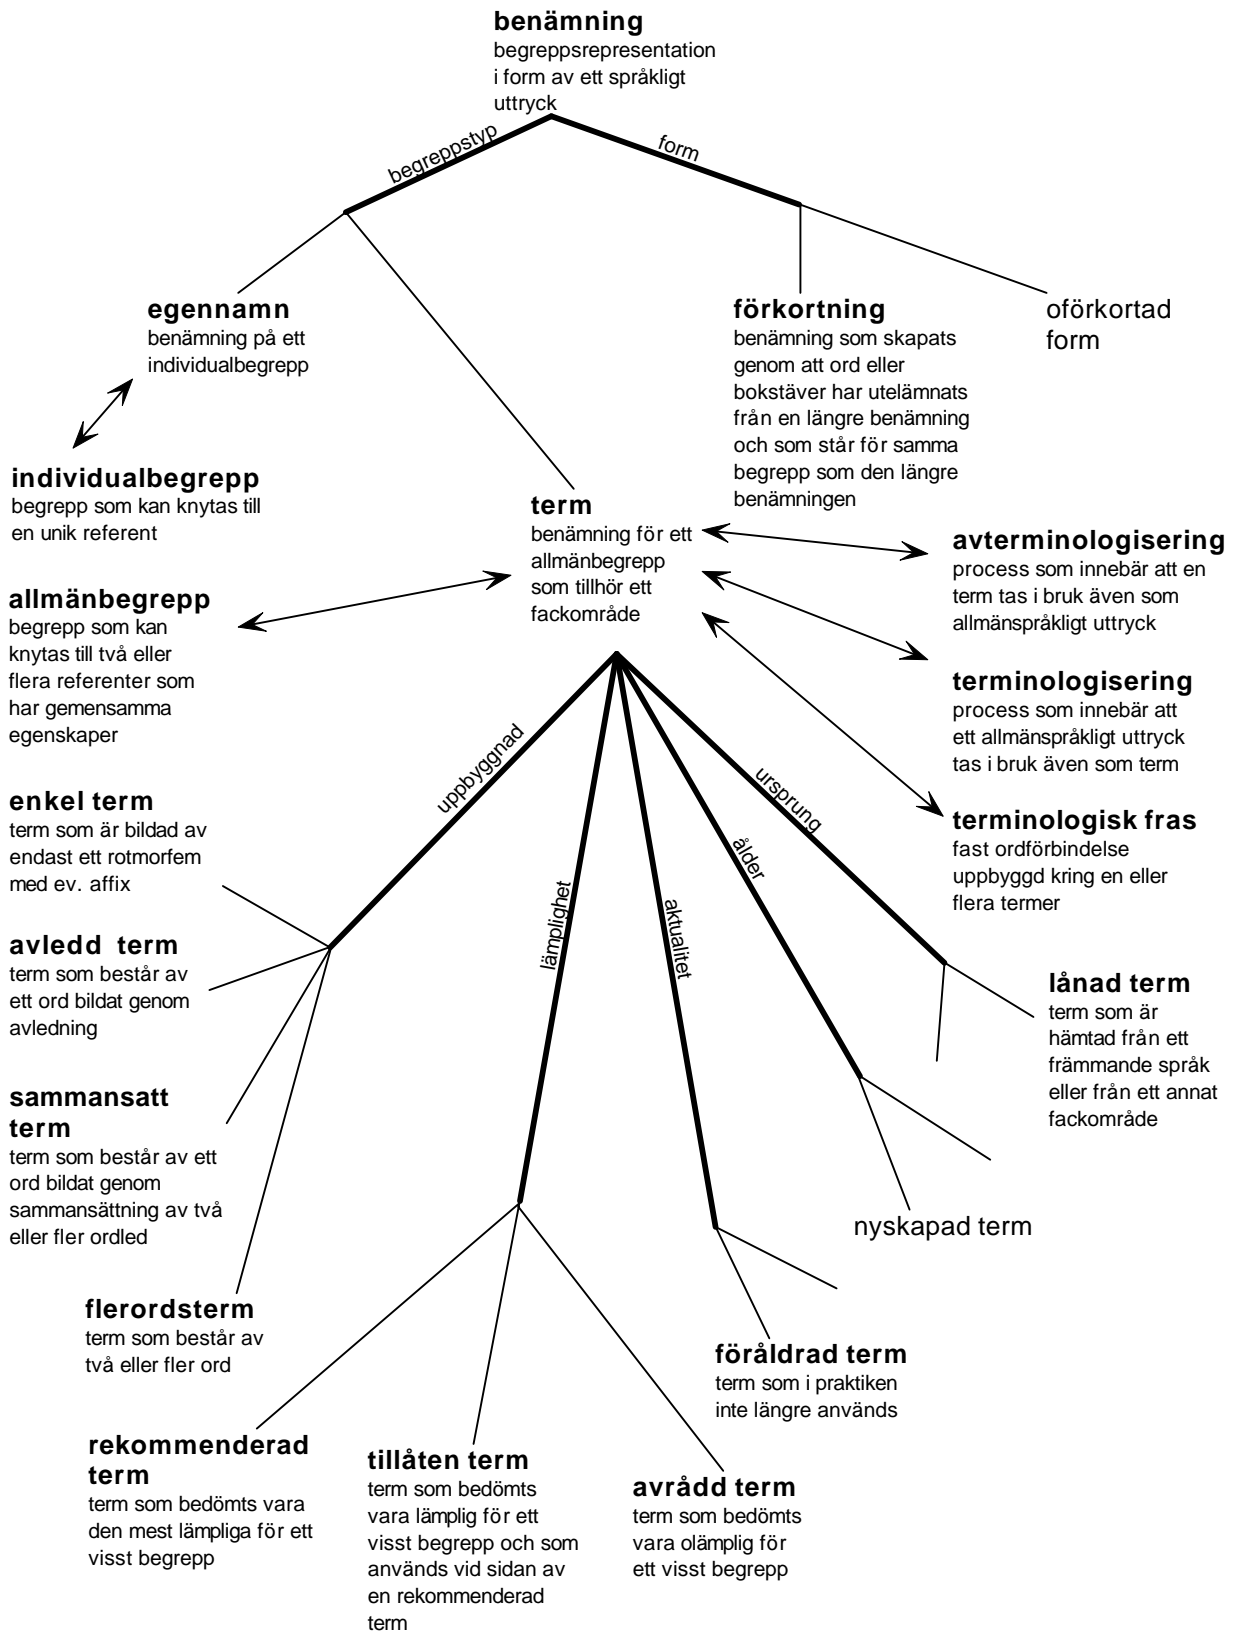 benämning
begreppsrepresentation
i form av ett språkligt
uttryck
begreppstyp
form
egennamn
benämning på ett
individualbegrepp
förkortning
benämning som skapats
genom att ord eller
bokstäver har utelämnats
från en längre benämning
och som står för samma
begrepp som den längre
benämningen
oförkortad
form
individualbegrepp
begrepp som kan knytas till
en unik referent
term
benämning för ett
allmänbegrepp
som tillhör ett
fackområde
allmänbegrepp
begrepp som kan
knytas till två eller
flera referenter som
har gemensamma
egenskaper
avterminologisering
process som innebär att en
term tas i bruk även som
allmänspråkligt uttryck
terminologisering
process som innebär att
ett allmänspråkligt uttryck
tas i bruk även som term
terminologisk fras
fast ordförbindelse
uppbyggd kring en eller
flera termer
uppbyggnad
lämplighet
aktualitet
ålder
ursprung
enkel term
term som är bildad av
endast ett rotmorfem
med ev. affix
avledd term
term som består av
ett ord bildat genom
avledning
sammansatt
term
term som består av ett
ord bildat genom
sammansättning av två
eller fler ordled
flerordsterm
term som består av
två eller fler ord
lånad term
term som är
hämtad från ett
främmande språk
eller från ett annat
fackområde
nyskapad term
föråldrad term
term som i praktiken
inte längre används
rekommenderad
term
term som bedömts vara
den mest lämpliga för ett
visst begrepp
tillåten term
term som bedömts
vara lämplig för ett
visst begrepp och som
används vid sidan av
en rekommenderad
term
avrådd term
term som bedömts
vara olämplig för
ett visst begrepp